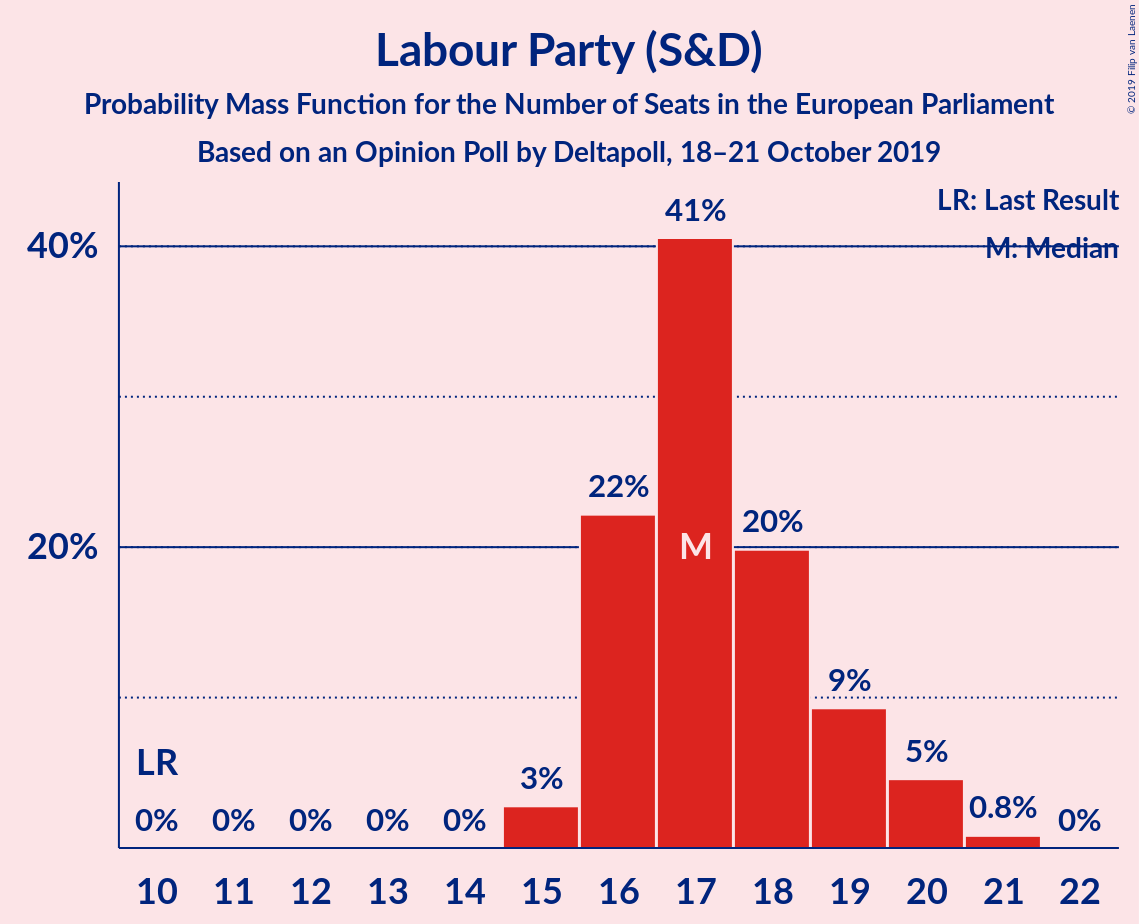 Labour Party (S&D)
Probability Mass Function for the Number of Seats in the European Parliament
Based on an Opinion Poll by Deltapoll, 18–21 October 2019
© 2019 Filip van Laenen
LR: Last Result
M: Median
40%
20%
41%
22%
M
20%
9%
5%
3%
0.8%
LR
0% 0% 0% 0% 0% 0%
10 11 12 13 14 15 16 17 18 19 20 21 22